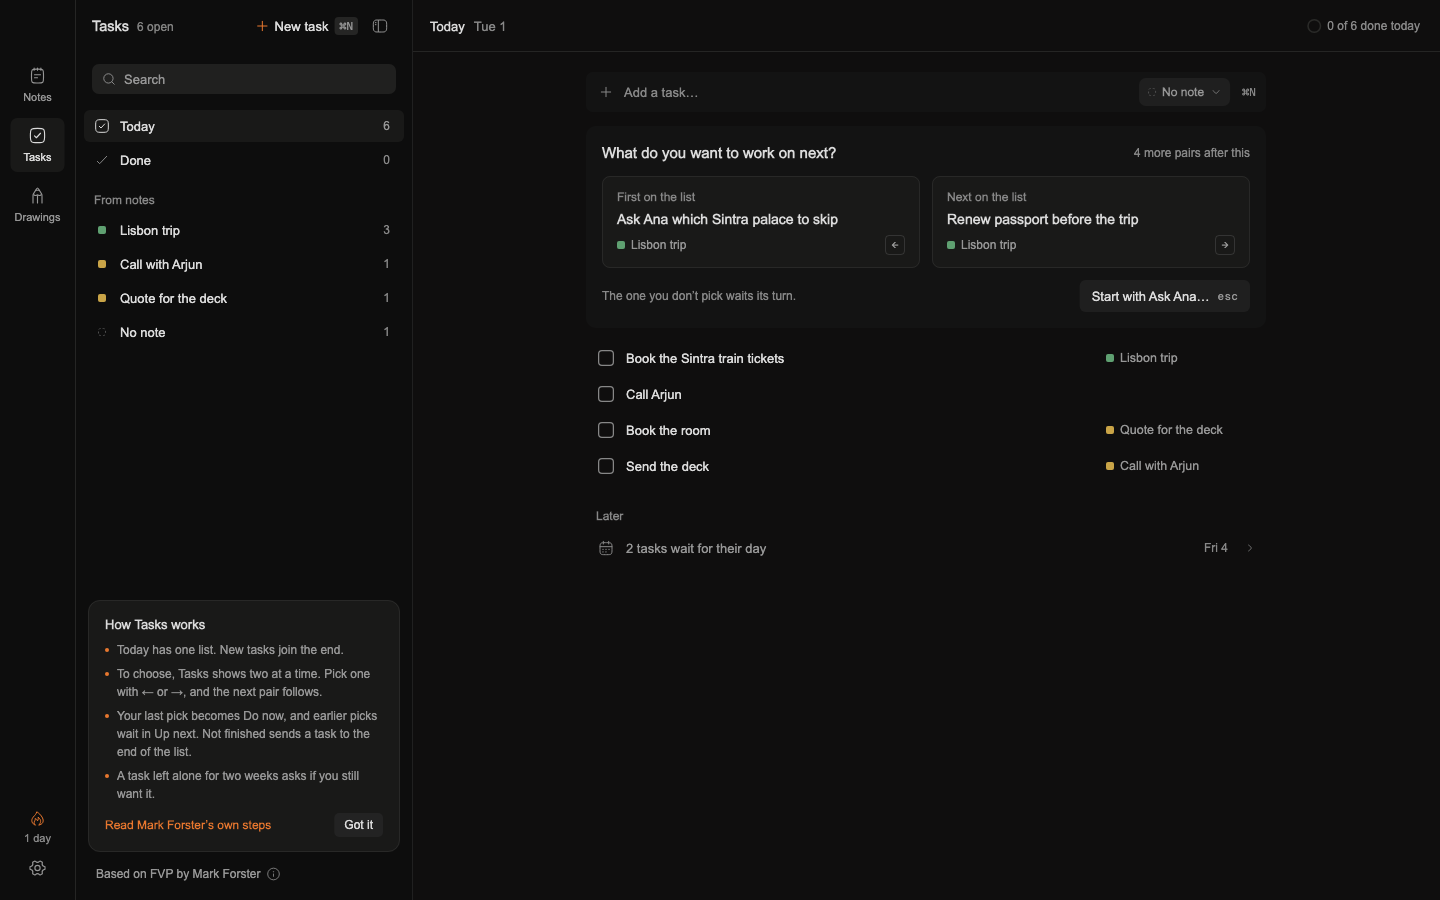 Notes
Tasks
Drawings
1 day
Tasks 6 open
New task ⌘N
Search
Today 6
Done 0
From notes
Lisbon trip 3
Call with Arjun 1
Quote for the deck 1
No note 1
How Tasks works
• Today has one list. New tasks join the end.
• To choose, Tasks shows two at a time. Pick one
with ← or →, and the next pair follows.
• Your last pick becomes Do now, and earlier picks
wait in Up next. Not finished sends a task to the
end of the list.
• A task left alone for two weeks asks if you still
want it.
Read Mark Forster’s own steps
Got it
Based on FVP by Mark Forster
Today Tue 1
0 of 6 done today
Add a task…
No note ⌘N
What do you want to work on next?
4 more pairs after this
First on the list
Ask Ana which Sintra palace to skip
Lisbon trip ←
Next on the list
Renew passport before the trip
Lisbon trip →
The one you don’t pick waits its turn.
Start with Ask Ana… esc
Book the Sintra train tickets Lisbon trip
Call Arjun
Book the room Quote for the deck
Send the deck Call with Arjun
Later
2 tasks wait for their day Fri 4